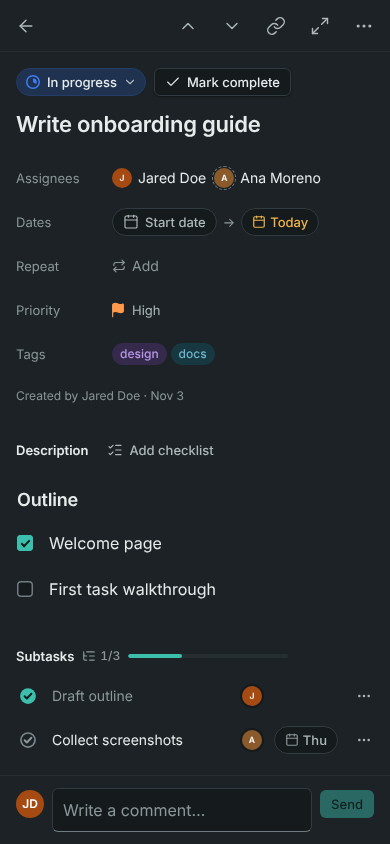 In progress
Mark complete
Write onboarding guide
Assignees J Jared Doe A Ana Moreno
Dates Start date → Today
Repeat Add
Priority High
Tags design docs
Created by Jared Doe · Nov 3
Description Add checklist
Outline
Welcome page
First task walkthrough
Subtasks 1/3
Draft outline J
Collect screenshots A Thu
JD Write a comment... Send